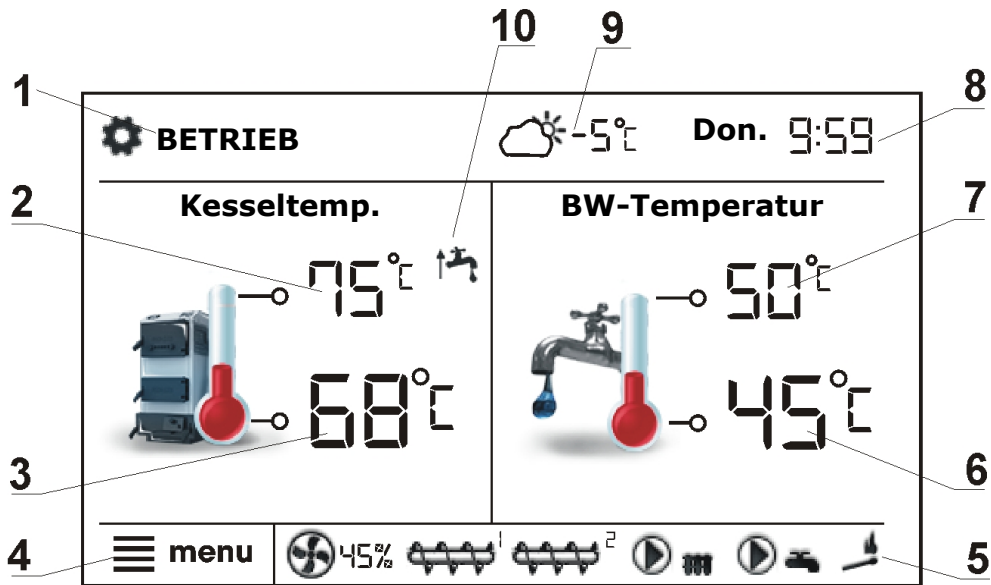 10 9
1 8
BETRIEB -5°C Don. 9:59
2 Kesseltemp. BW-Temperatur 7
75°C 50°C
68°C 45°C
3 6
4 menu 45% 1 2 5